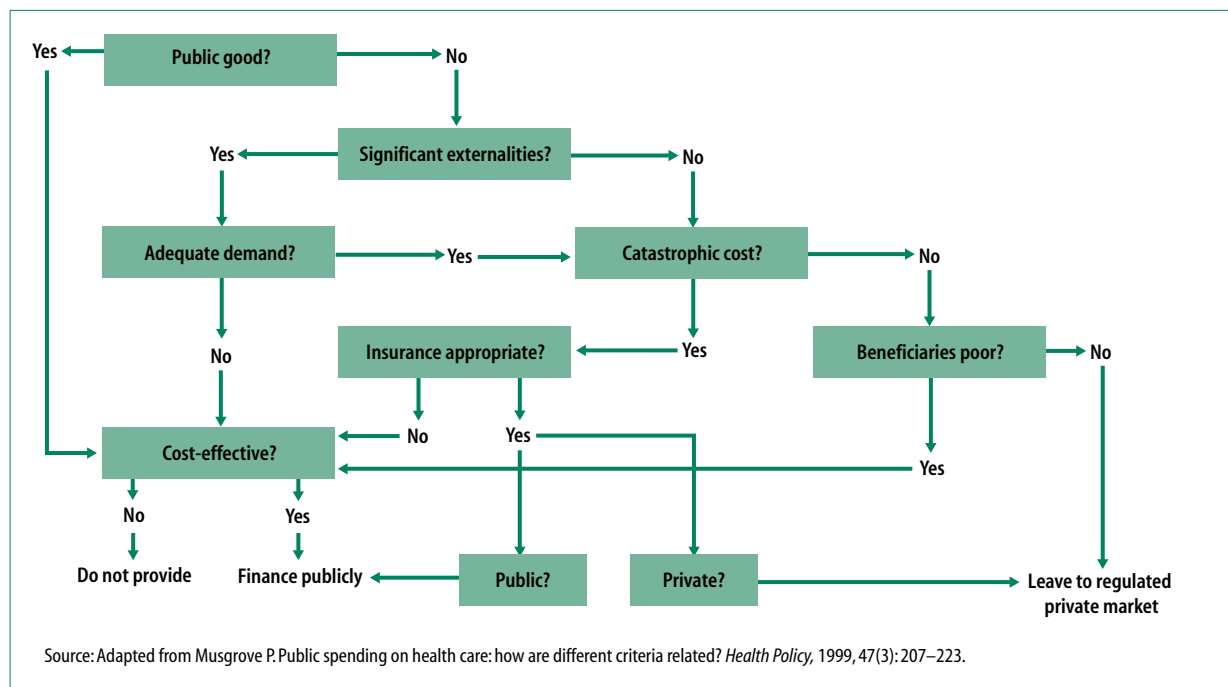 Yes
Public good?
No
Yes
Significant externalities?
No
Adequate demand?
Yes
Catastrophic cost?
No
No
Insurance appropriate?
Yes
Beneficiaries poor?
No
Cost-effective?
No
Yes
Yes
No
Yes
Do not provide
Finance publicly
Public?
Private?
Leave to regulated
private market
Source: Adapted from Musgrove P. Public spending on health care: how are different criteria related? Health Policy, 1999, 47(3): 207–223.